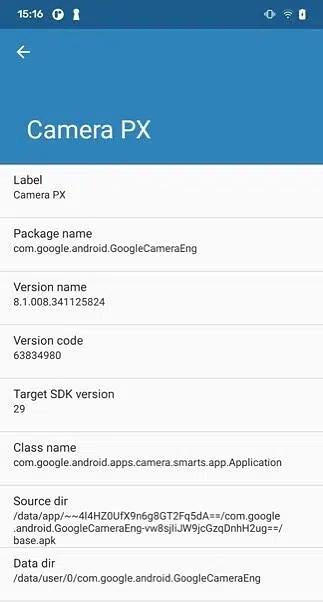 15:16
Camera PX
Label
Camera PX
Package name
com.google.android.GoogleCameraEng
Version name
8.1.008.341125824
Version code
63834980
Target SDK version
29
Class name
com.google.android.apps.camera.smarts.app.Application
Source dir
/data/app/~~4I4HZ0UfX9n6g8GT2Fq5dA==/com.google
.android.GoogleCameraEng-vw8sjIiJW9jcGzqDnhH2ug==/
base.apk
Data dir
/data/user/0/com.google.android.GoogleCameraEng